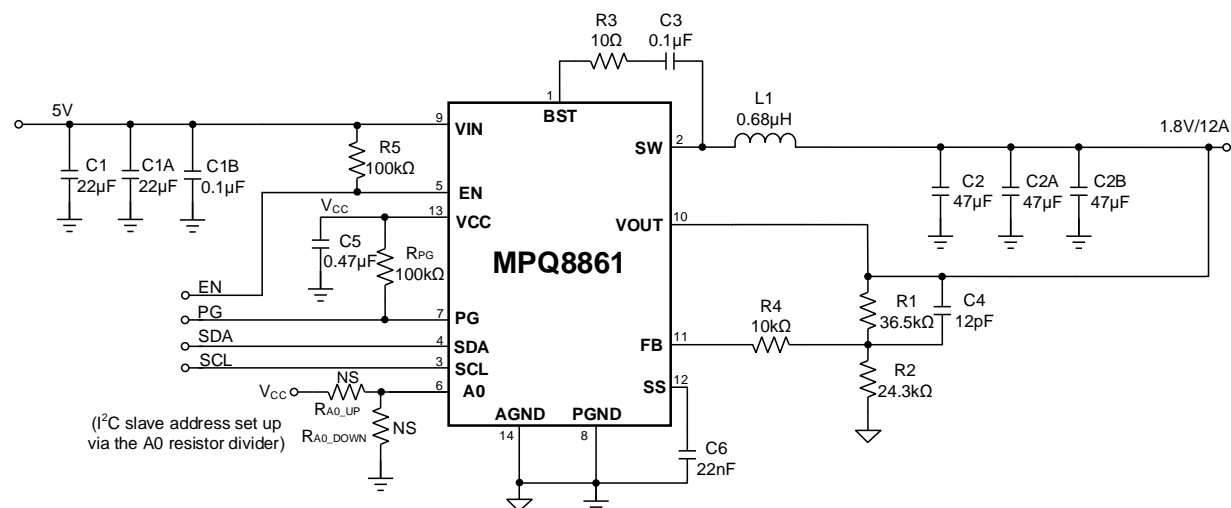 R3
10Ω
C3
0.1µF
1
BST
5V
9
VIN
C1
22µF
C1A
22µF
C1B
0.1µF
R5
100kΩ
5
EN
VCC
13
VCC
C5
0.47µF
RPG
100kΩ
EN
PG
7
PG
SDA
4
SDA
SCL
3
SCL
VCC
NS
6
A0
RA0_UP
RA0_DOWN
NS
(I²C slave address set up
via the A0 resistor divider)
MPQ8861
AGND
PGND
14
8
SW
2
L1
0.68µH
1.8V/12A
C2
47µF
C2A
47µF
C2B
47µF
VOUT
10
R4
10kΩ
R1
36.5kΩ
C4
12pF
FB
11
R2
24.3kΩ
SS
12
C6
22nF